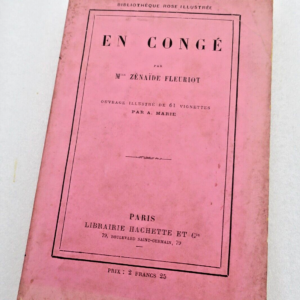 BIBLIOTHÈQUE ROSE ILLUSTRÉE
EN CONGÉ
PAR
Mlle ZÉNAÏDE FLEURIOT
OUVRAGE ILLUSTRÉ DE 61 VIGNETTES
PAR A. MARIE
PARIS
LIBRAIRIE HACHETTE ET Cie
79, BOULEVARD SAINT-GERMAIN, 79
PRIX : 2 FRANCS 25